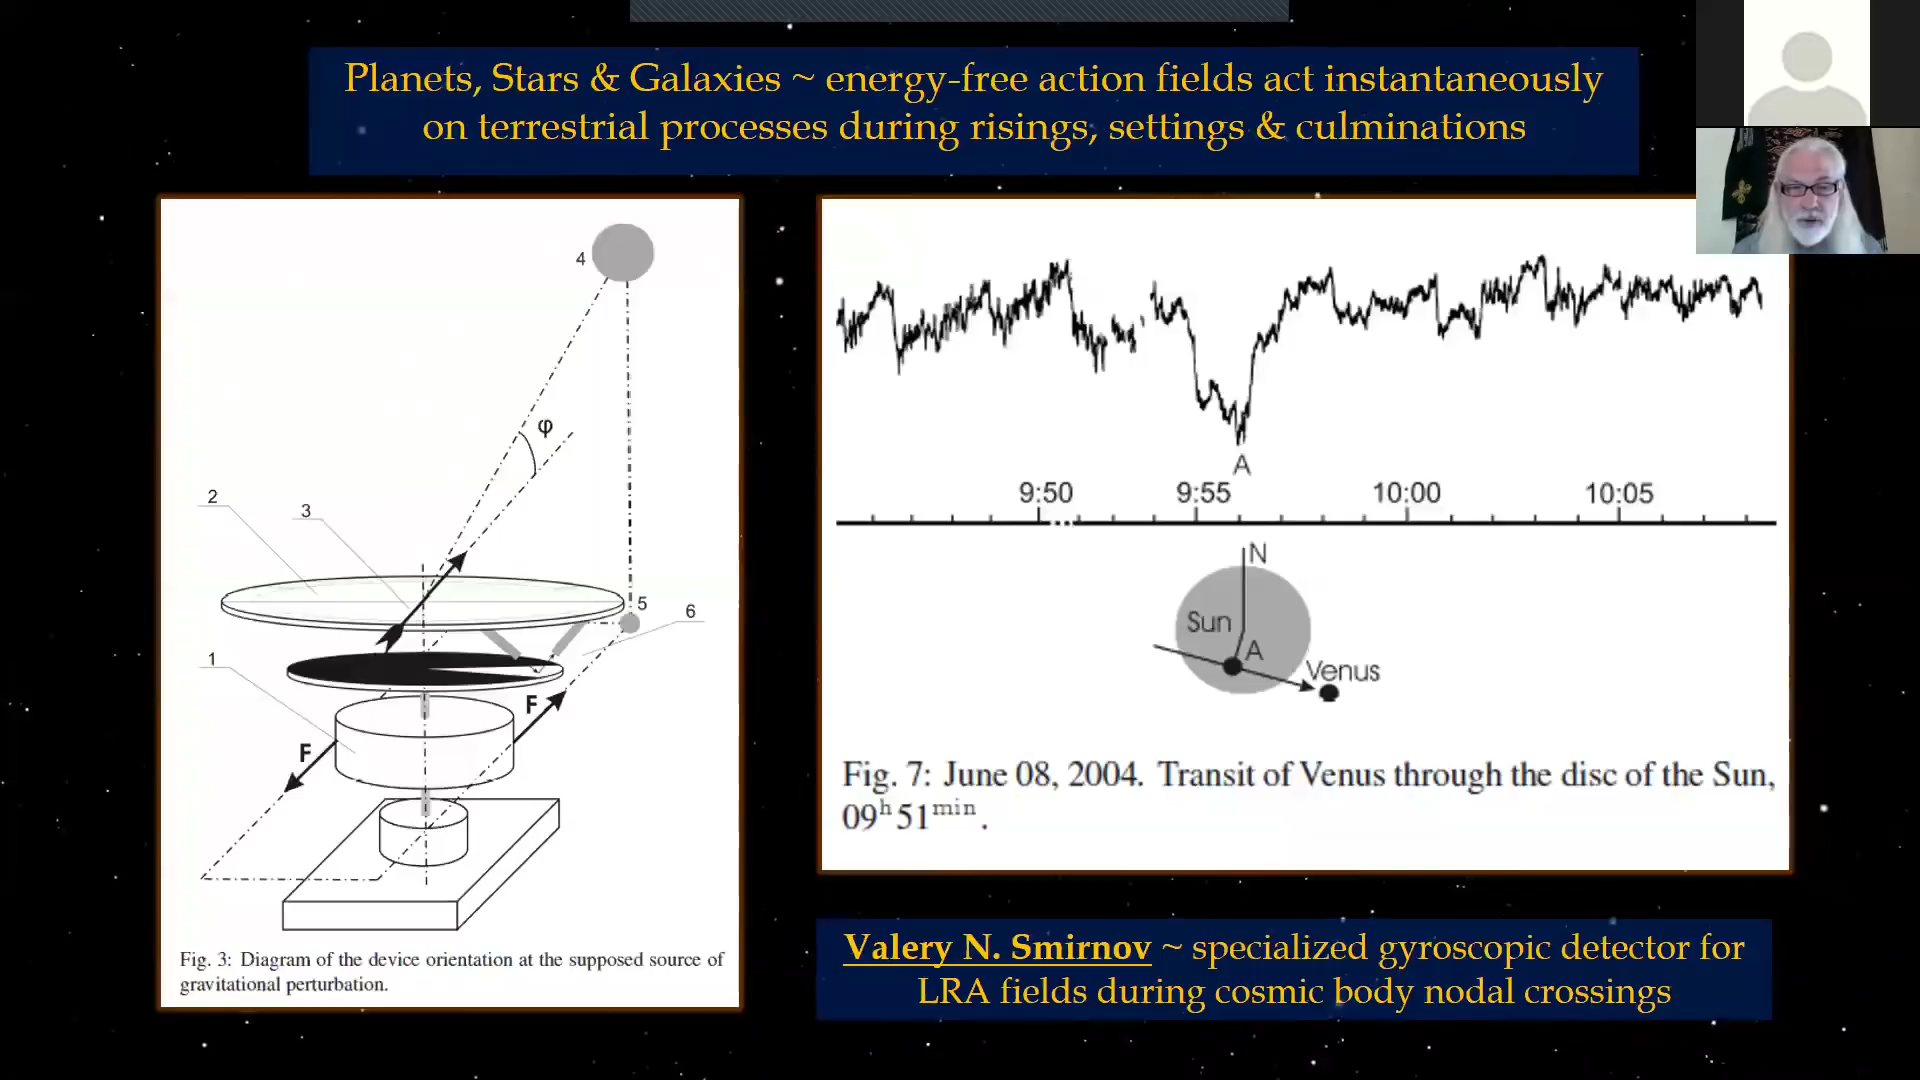 Planets, Stars & Galaxies ~ energy-free action fields act instantaneously
on terrestrial processes during risings, settings & culminations
4
φ
2
3
5
6
1
F
F
Fig. 3: Diagram of the device orientation at the supposed source of
gravitational perturbation.
A
9:50 9:55 10:00 10:05
N
Sun
A
Venus
Fig. 7: June 08, 2004. Transit of Venus through the disc of the Sun,
09h51min.
Valery N. Smirnov ~ specialized gyroscopic detector for
LRA fields during cosmic body nodal crossings